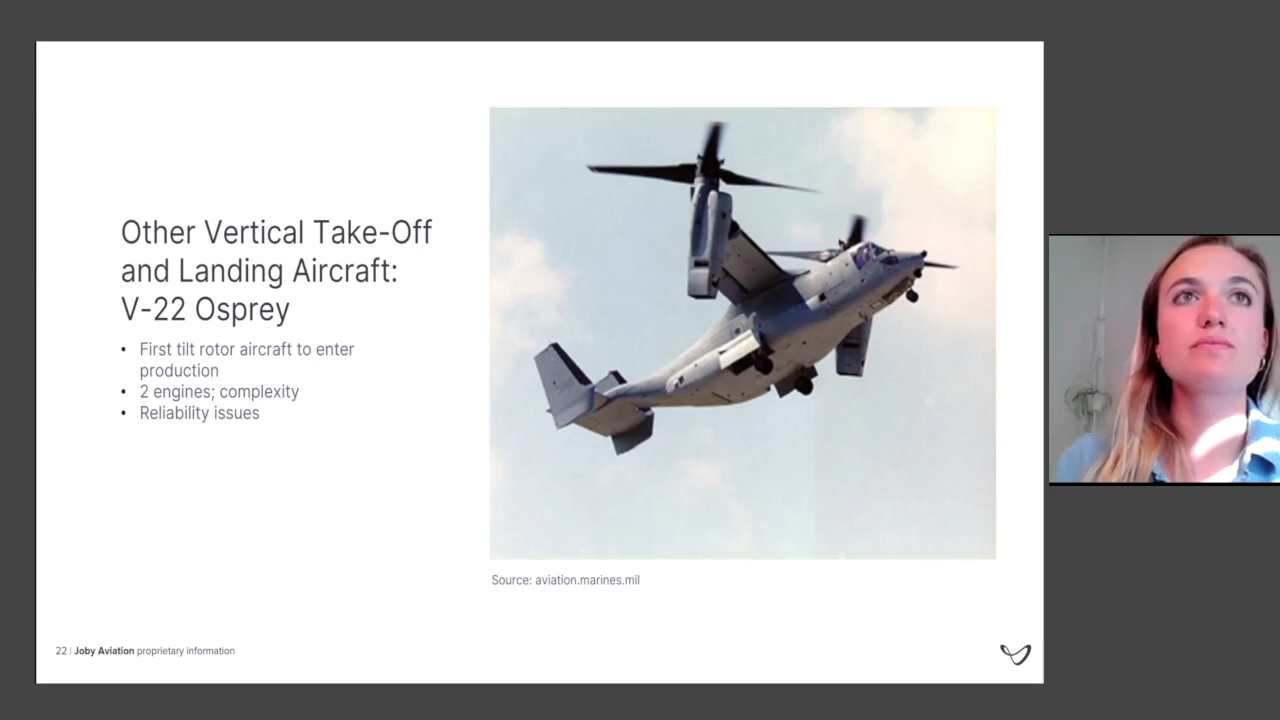 Other Vertical Take-Off
and Landing Aircraft:
V-22 Osprey
• First tilt rotor aircraft to enter
production
• 2 engines; complexity
• Reliability issues
Source: aviation.marines.mil
22 | Joby Aviation proprietary information